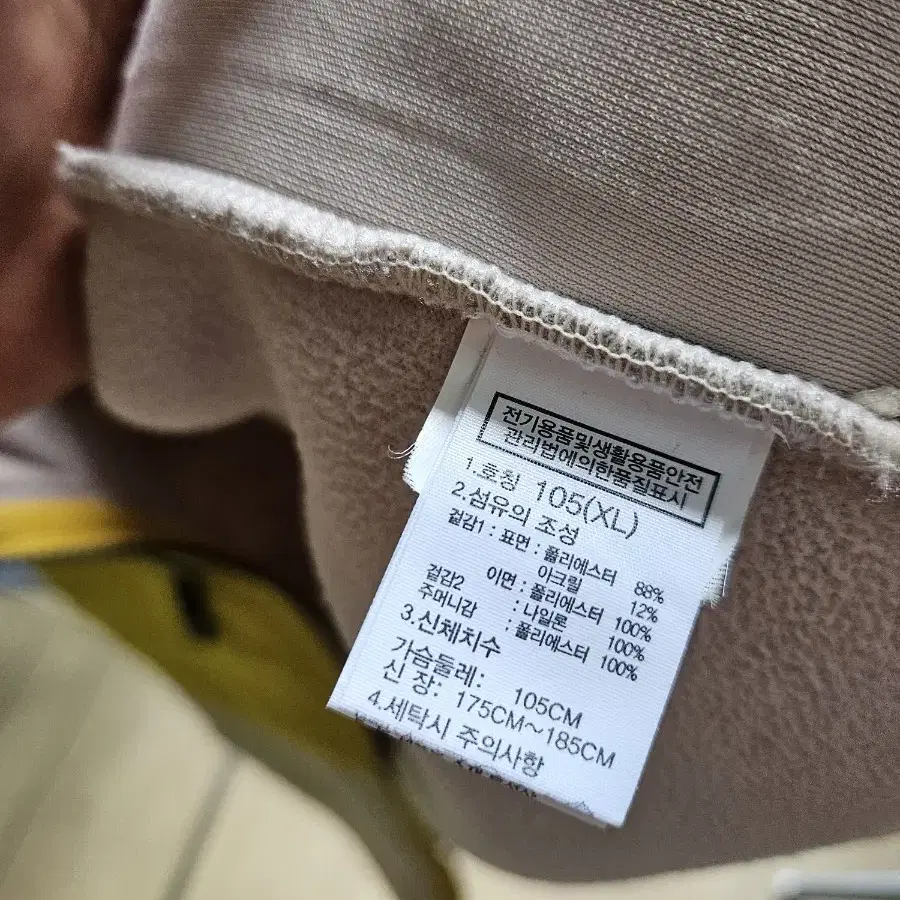 전기용품및생활용품안전
관리법에의한품질표시
1.호칭 105(XL)
2.섬유의 조성
겉감1 : 표면 : 폴리에스터 88%
아크릴 12%
이면 : 폴리에스터 100%
겉감2 : 나일론 100%
주머니감 : 폴리에스터 100%
3.신체치수
가슴둘레: 105CM
신 장: 175CM~185CM
4.세탁시 주의사항